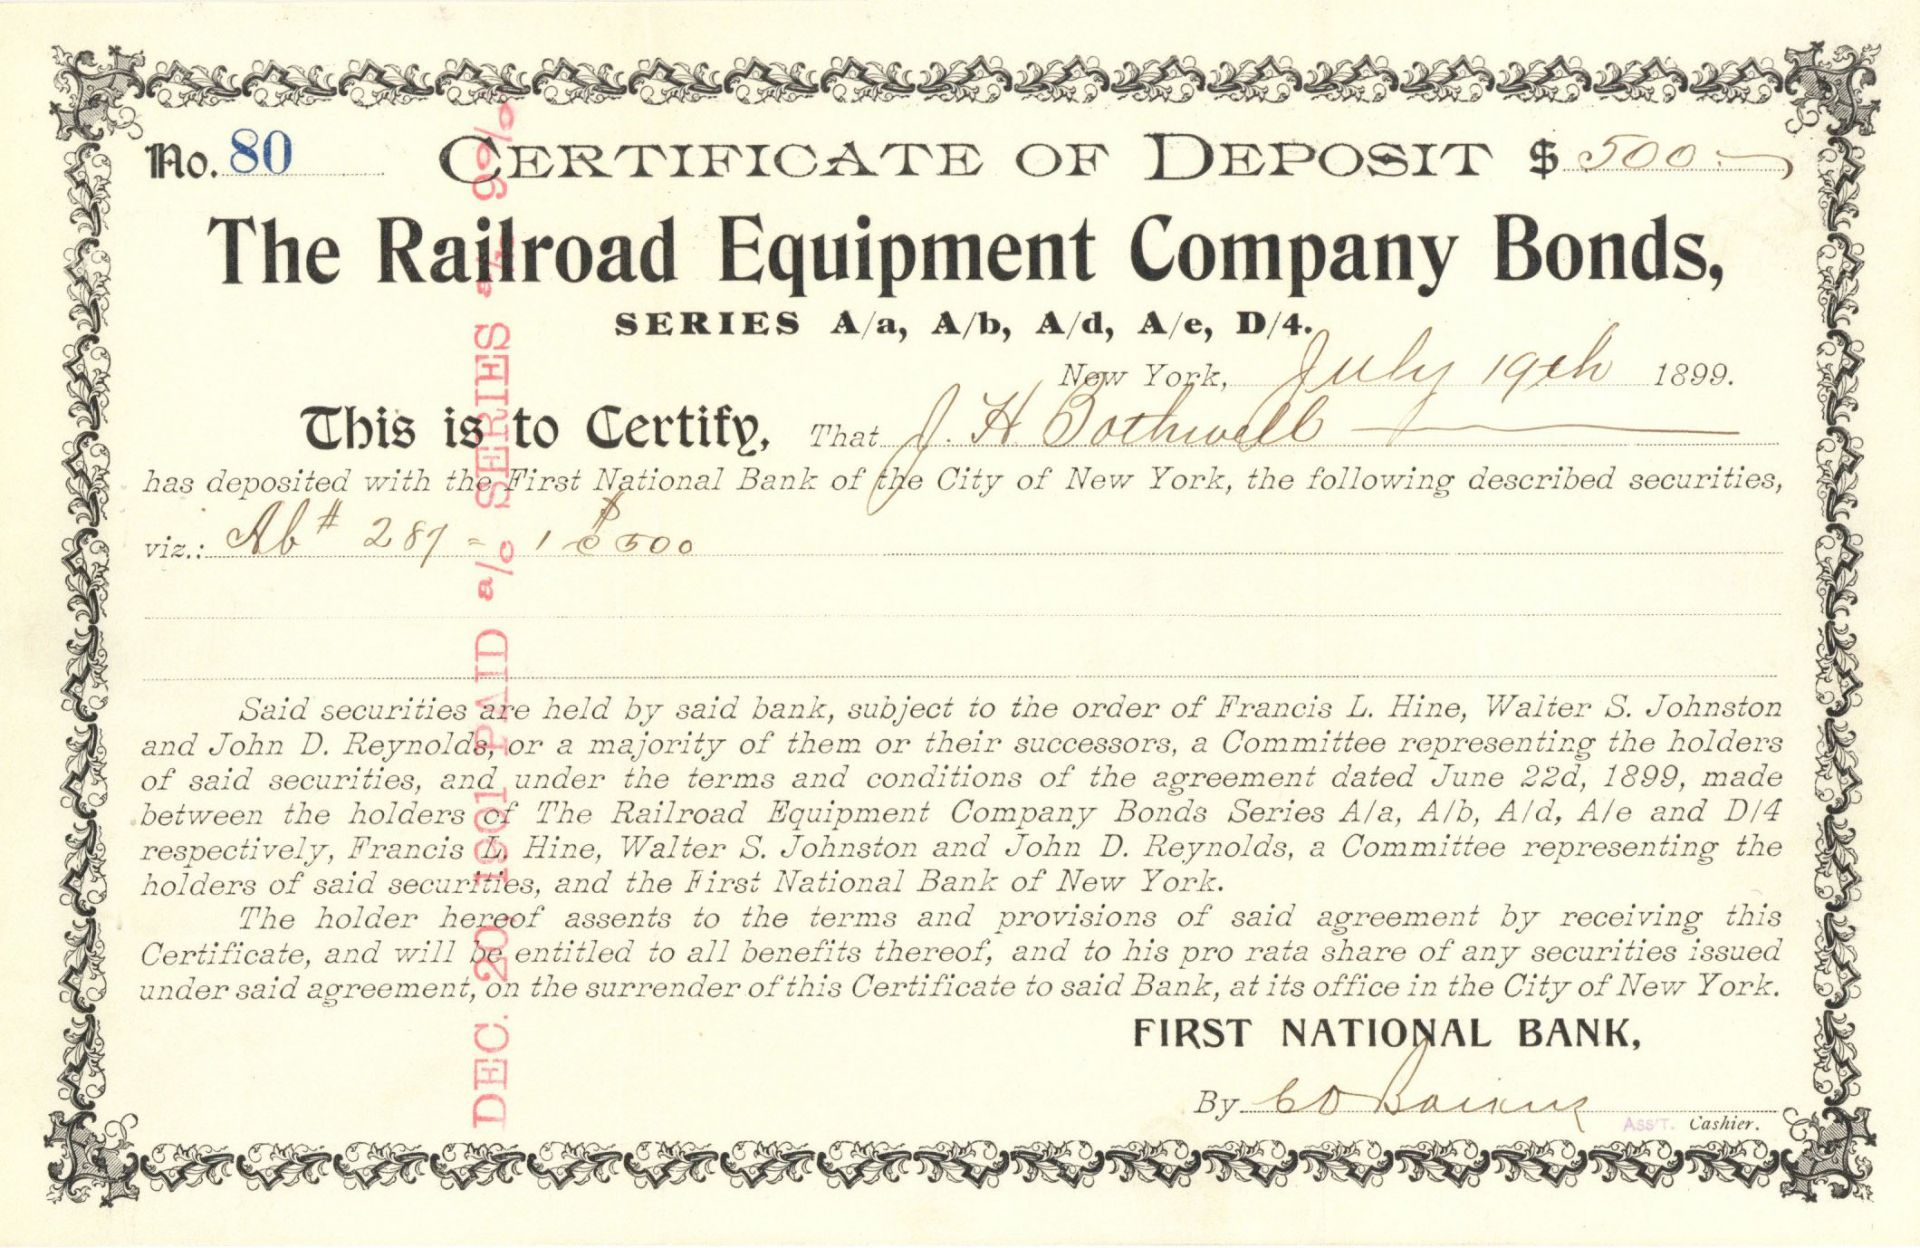 No. 80 CERTIFICATE OF DEPOSIT $ 500.
The Railroad Equipment Company Bonds,
SERIES A/a, A/b, A/d, A/e, D/4.
New York, July 19th 1899.
This is to Certify, That J. H Bothwell
has deposited with the First National Bank of the City of New York, the following described securities,
viz.: Ab # 287 = 1 @ $500
Said securities are held by said bank, subject to the order of Francis L. Hine, Walter S. Johnston
and John D. Reynolds, or a majority of them or their successors, a Committee representing the holders
of said securities, and under the terms and conditions of the agreement dated June 22d, 1899, made
between the holders of The Railroad Equipment Company Bonds Series A/a, A/b, A/d, A/e and D/4
respectively, Francis L. Hine, Walter S. Johnston and John D. Reynolds, a Committee representing the
holders of said securities, and the First National Bank of New York.
The holder hereof assents to the terms and provisions of said agreement by receiving this
Certificate, and will be entitled to all benefits thereof, and to his pro rata share of any securities issued
under said agreement, on the surrender of this Certificate to said Bank, at its office in the City of New York.
FIRST NATIONAL BANK,
By
ASS'T. Cashier.
DEC. 20. 1901 PAID a/c SERIES